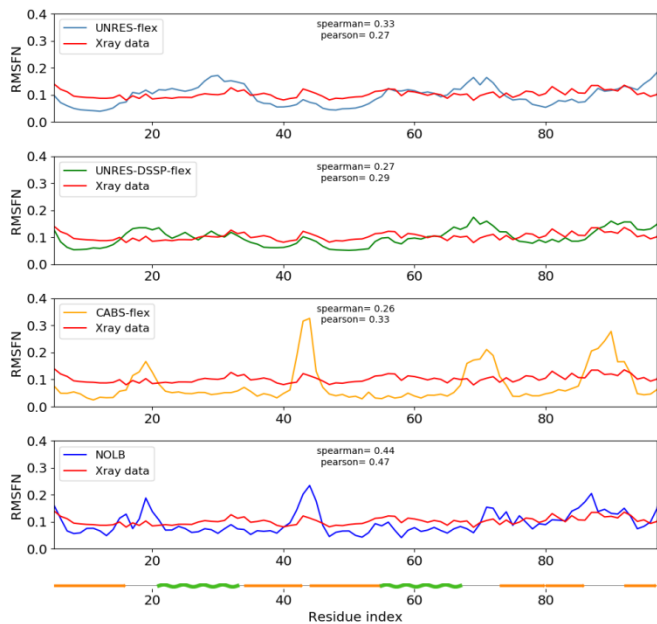 0.4
0.3
0.2
0.1
0.0
RMSFN
UNRES-flex
Xray data
spearman= 0.33
pearson= 0.27
20
40
60
80
0.4
0.3
0.2
0.1
0.0
RMSFN
UNRES-DSSP-flex
Xray data
spearman= 0.27
pearson= 0.29
20
40
60
80
0.4
0.3
0.2
0.1
0.0
RMSFN
CABS-flex
Xray data
spearman= 0.26
pearson= 0.33
20
40
60
80
0.4
0.3
0.2
0.1
0.0
RMSFN
NOLB
Xray data
spearman= 0.44
pearson= 0.47
20
40
60
80
Residue index